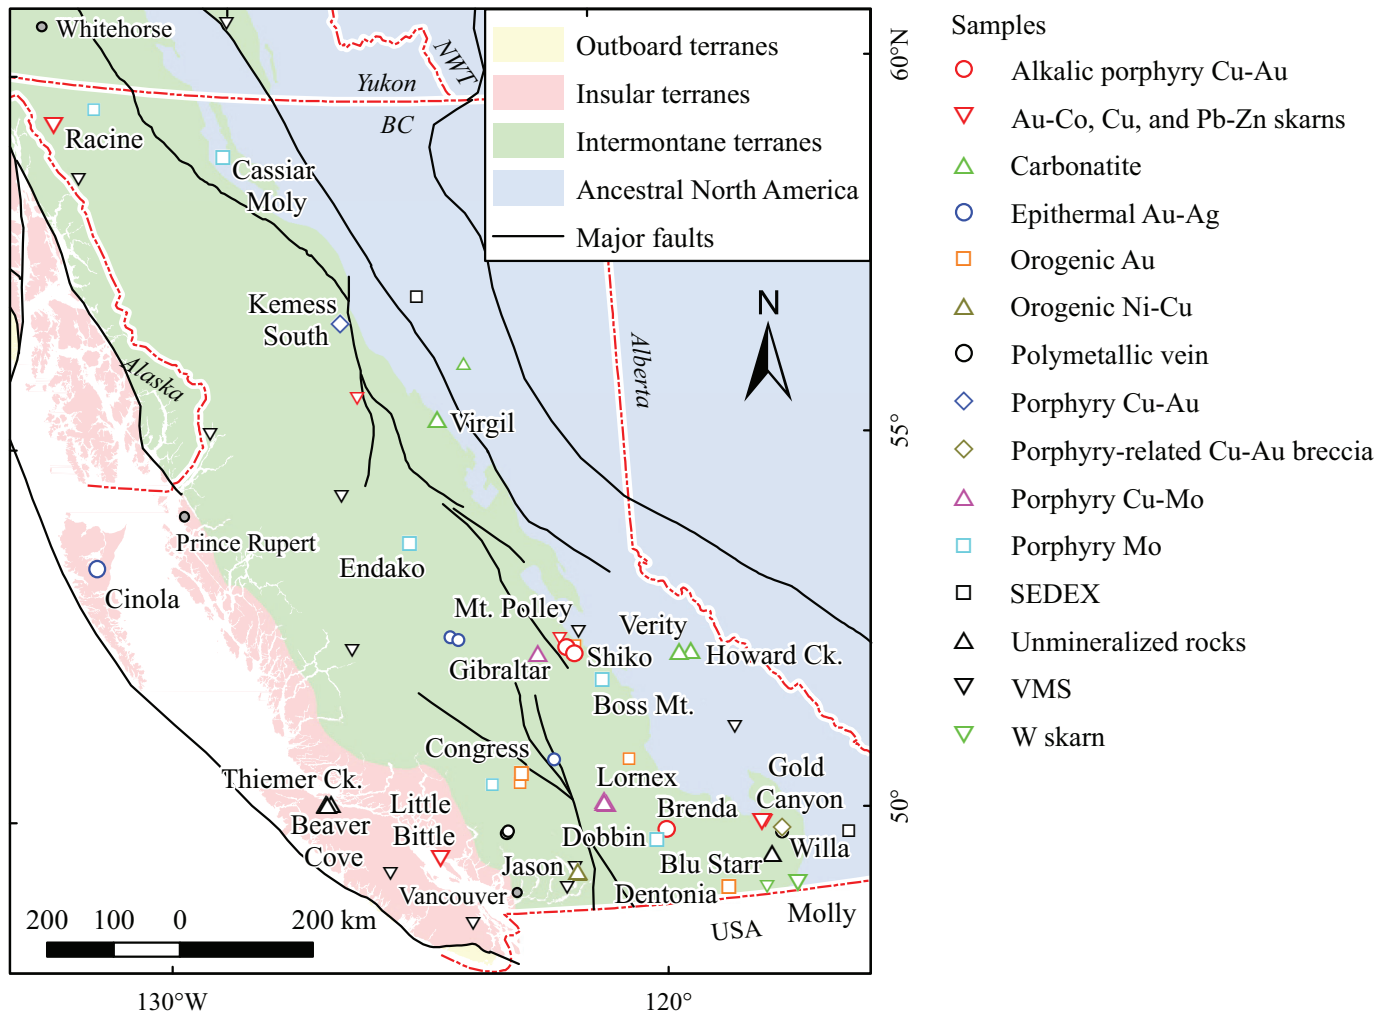 Whitehorse
Yukon
NWT
BC
Racine
Cassiar
Moly
Outboard terranes
Insular terranes
Intermontane terranes
Ancestral North America
Major faults
Kemess
South
N
Alaska
Alberta
Virgil
Prince Rupert
Endako
Cinola
Mt. Polley
Verity
Gibraltar
Shiko
Howard Ck.
Boss Mt.
Congress
Thiemer Ck.
Lornex
Gold
Canyon
Beaver
Cove
Little
Bittle
Brenda
Dobbin
Willa
Jason
Blu Starr
Vancouver
Dentonia
Molly
USA
200 100 0 200 km
130°W
120°
60°N
55°
50°
Samples
Alkalic porphyry Cu-Au
Au-Co, Cu, and Pb-Zn skarns
Carbonatite
Epithermal Au-Ag
Orogenic Au
Orogenic Ni-Cu
Polymetallic vein
Porphyry Cu-Au
Porphyry-related Cu-Au breccia
Porphyry Cu-Mo
Porphyry Mo
SEDEX
Unmineralized rocks
VMS
W skarn